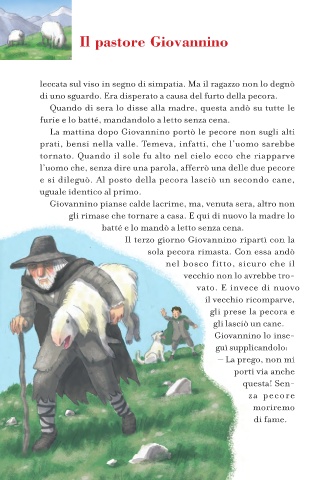 Il pastore Giovannino
leccata sul viso in segno di simpatia. Ma il ragazzo non lo degnò
di uno sguardo. Era disperato a causa del furto della pecora.
Quando di sera lo disse alla madre, questa andò su tutte le
furie e lo batté, mandandolo a letto senza cena.
La mattina dopo Giovannino portò le pecore non sugli alti
prati, bensì nella valle. Temeva, infatti, che l'uomo sarebbe
tornato. Quando il sole fu alto nel cielo ecco che riapparve
l'uomo che, senza dire una parola, afferrò una delle due pecore
e si dileguò. Al posto della pecora lasciò un secondo cane,
uguale identico al primo.
Giovannino pianse calde lacrime, ma, venuta sera, altro non
gli rimase che tornare a casa. E qui di nuovo la madre lo
batté e lo mandò a letto senza cena.
Il terzo giorno Giovannino ripartì con la
sola pecora rimasta. Con essa andò
nel bosco fitto, sicuro che il
vecchio non lo avrebbe tro-
vato. E invece di nuovo
il vecchio ricomparve,
gli prese la pecora e
gli lasciò un cane.
Giovannino lo inse-
guì supplicandolo:
– La prego, non mi
porti via anche
questa! Sen-
za pecore
moriremo
di fame.